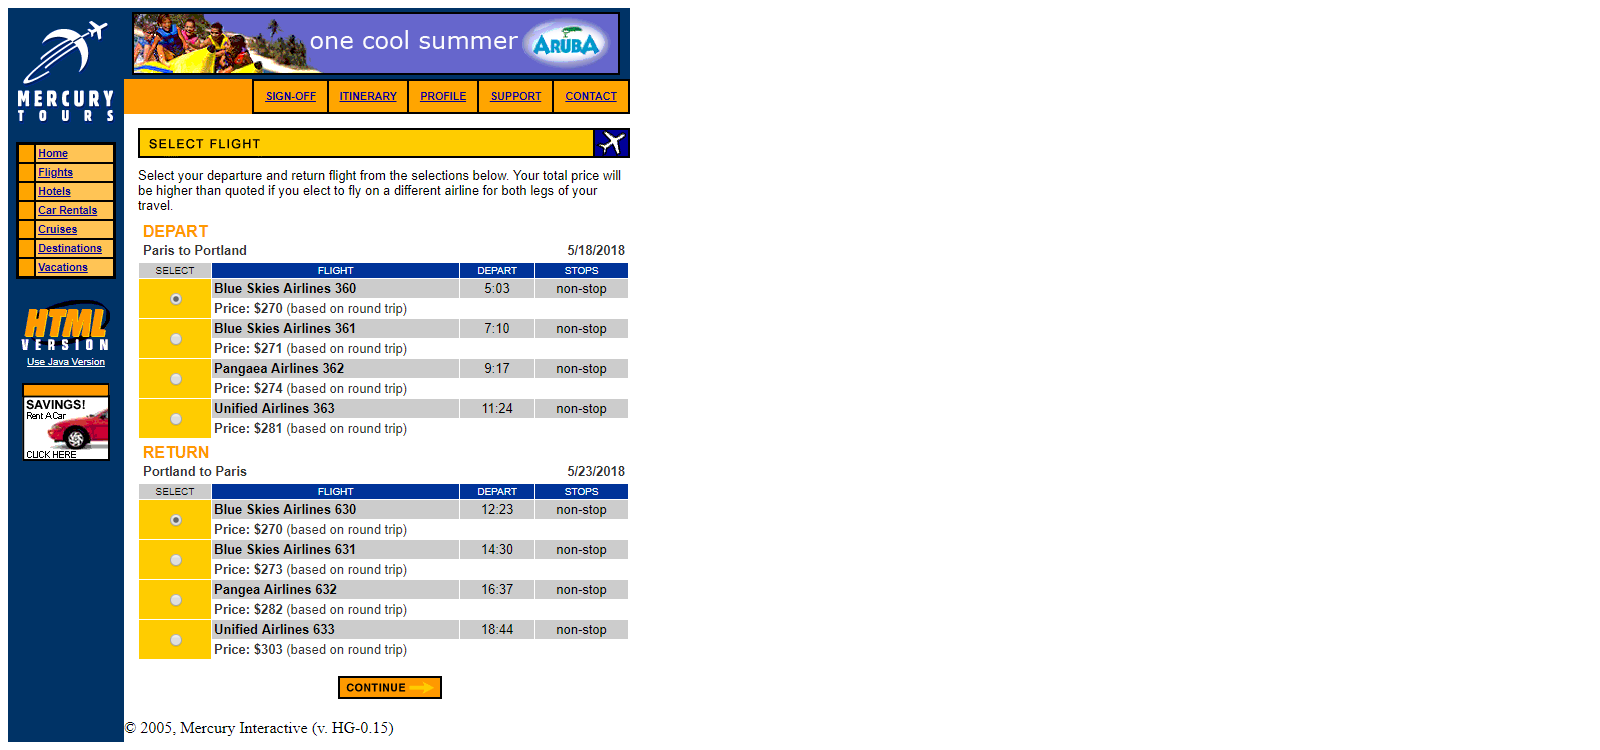 one cool summer ARUBA
MERCURY
TOURS
SIGN-OFF ITINERARY PROFILE SUPPORT CONTACT
Home
Flights
Hotels
Car Rentals
Cruises
Destinations
Vacations
HTML
VERSION
Use Java Version
SAVINGS!
Rent A Car
CLICK HERE
SELECT FLIGHT
Select your departure and return flight from the selections below. Your total price will
be higher than quoted if you elect to fly on a different airline for both legs of your
travel.
DEPART
Paris to Portland 5/18/2018
SELECT FLIGHT DEPART STOPS
Blue Skies Airlines 360 5:03 non-stop
Price: $270 (based on round trip)
Blue Skies Airlines 361 7:10 non-stop
Price: $271 (based on round trip)
Pangaea Airlines 362 9:17 non-stop
Price: $274 (based on round trip)
Unified Airlines 363 11:24 non-stop
Price: $281 (based on round trip)
RETURN
Portland to Paris 5/23/2018
SELECT FLIGHT DEPART STOPS
Blue Skies Airlines 630 12:23 non-stop
Price: $270 (based on round trip)
Blue Skies Airlines 631 14:30 non-stop
Price: $273 (based on round trip)
Pangea Airlines 632 16:37 non-stop
Price: $282 (based on round trip)
Unified Airlines 633 18:44 non-stop
Price: $303 (based on round trip)
CONTINUE
© 2005, Mercury Interactive (v. HG-0.15)